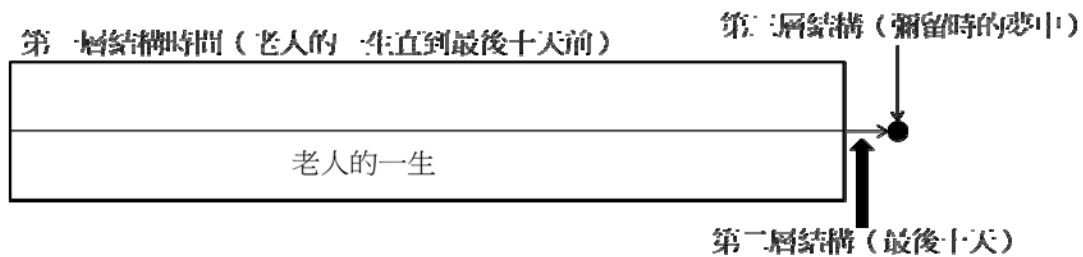 第一層結構時間（老人的一生直到最後十天前）
第三層結構（彌留時的夢中）
老人的一生
第二層結構（最後十天）